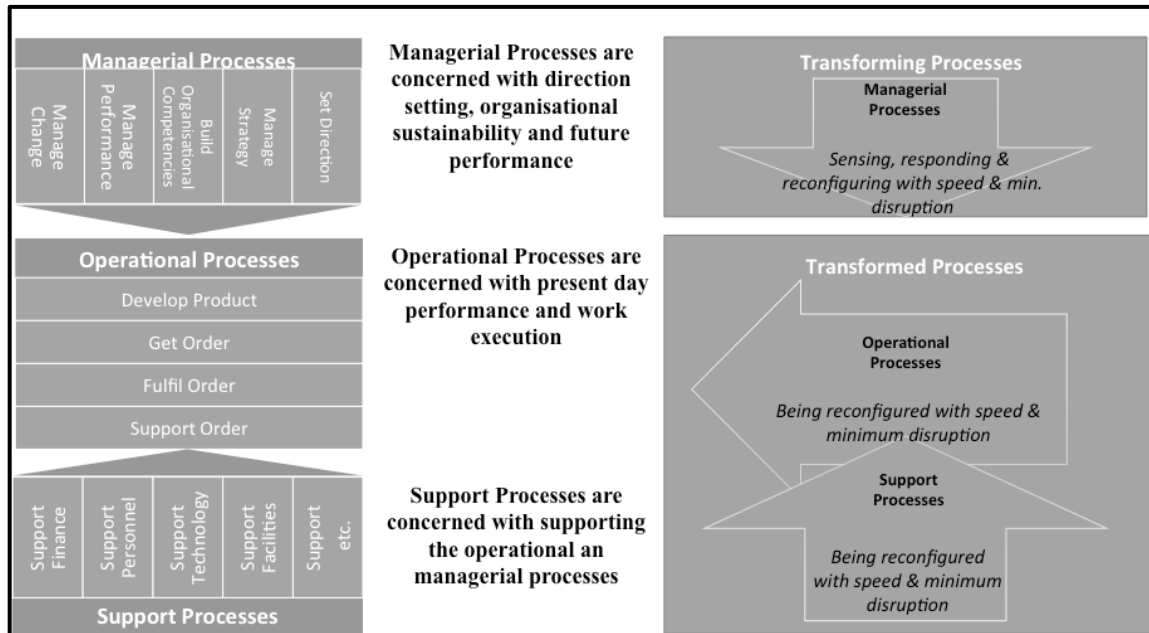 Managerial Processes
Manage
Change
Manage
Performance
Build
Organisational
Competencies
Manage
Strategy
Set Direction
Managerial Processes are
concerned with direction
setting, organisational
sustainability and future
performance
Transforming Processes
Managerial
Processes
Sensing, responding &
reconfiguring with speed & min.
disruption
Operational Processes
Develop Product
Get Order
Fulfil Order
Support Order
Operational Processes are
concerned with present day
performance and work
execution
Transformed Processes
Operational
Processes
Being reconfigured with speed &
minimum disruption
Support
Finance
Support
Personnel
Support
Technology
Support
Facilities
Support
etc.
Support Processes
Support Processes are
concerned with supporting
the operational an
managerial processes
Support
Processes
Being reconfigured
with speed & minimum
disruption